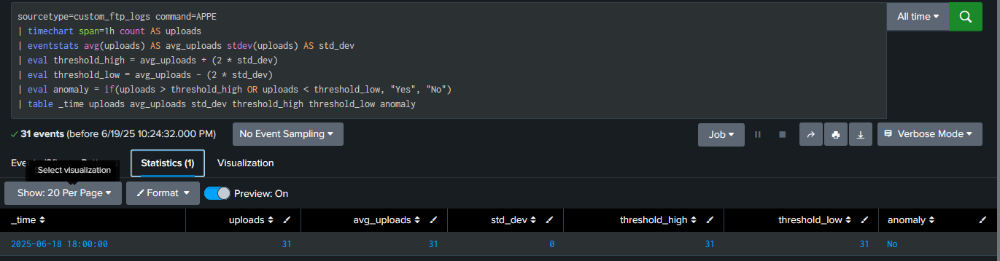 sourcetype=custom_ftp_logs command=APPE
All time
| timechart span=1h count AS uploads
| eventstats avg(uploads) AS avg_uploads stdev(uploads) AS std_dev
| eval threshold_high = avg_uploads + (2 * std_dev)
| eval threshold_low = avg_uploads - (2 * std_dev)
| eval anomaly = if(uploads > threshold_high OR uploads < threshold_low, "Yes", "No")
| table _time uploads avg_uploads std_dev threshold_high threshold_low anomaly
31 events (before 6/19/25 10:24:32.000 PM) No Event Sampling Job Verbose Mode
Statistics (1) Visualization
Select visualization
Show: 20 Per Page Format Preview: On
_time uploads avg_uploads std_dev threshold_high threshold_low anomaly
2025-06-18 18:00:00 31 31 0 31 31 No